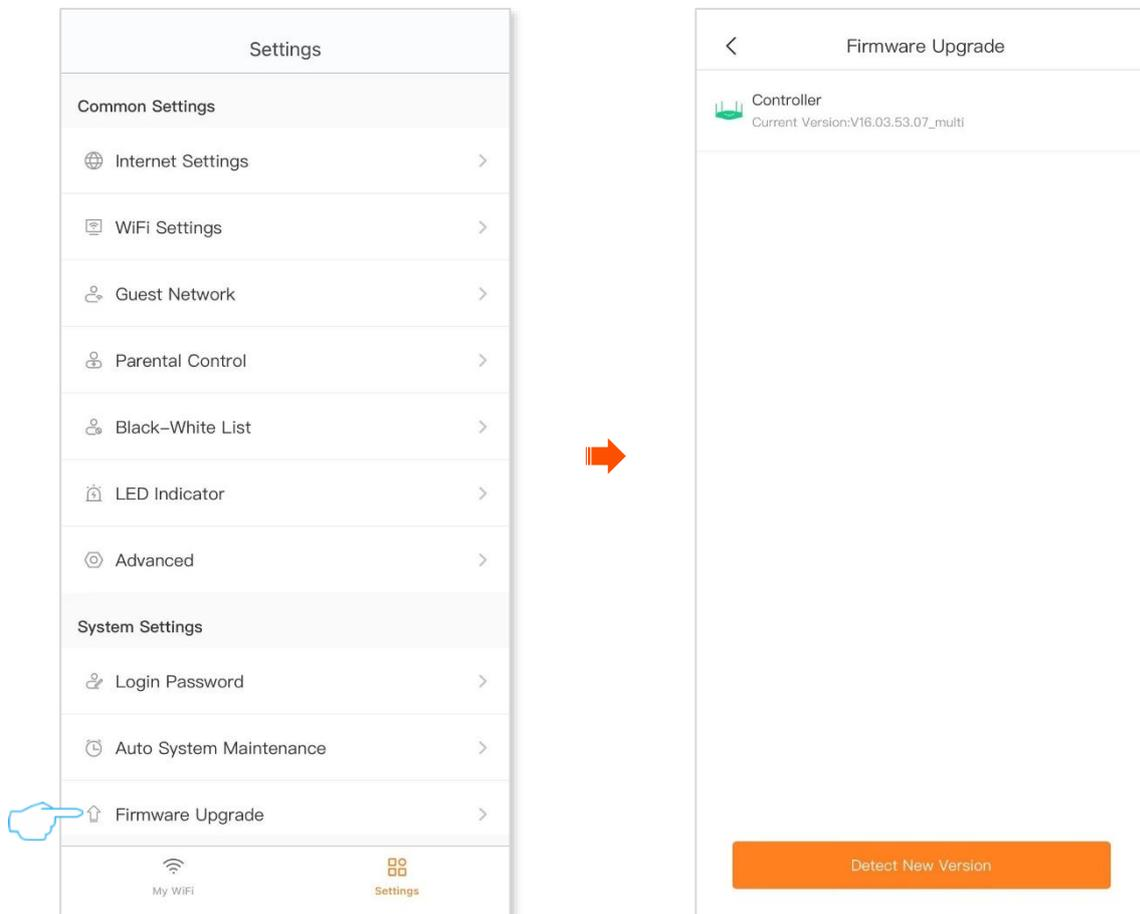 Settings
Common Settings
Internet Settings
WiFi Settings
Guest Network
Parental Control
Black–White List
LED Indicator
Advanced
System Settings
Login Password
Auto System Maintenance
Firmware Upgrade
My WiFi
Settings
Firmware Upgrade
Controller
Current Version:V16.03.53.07_multi
Detect New Version